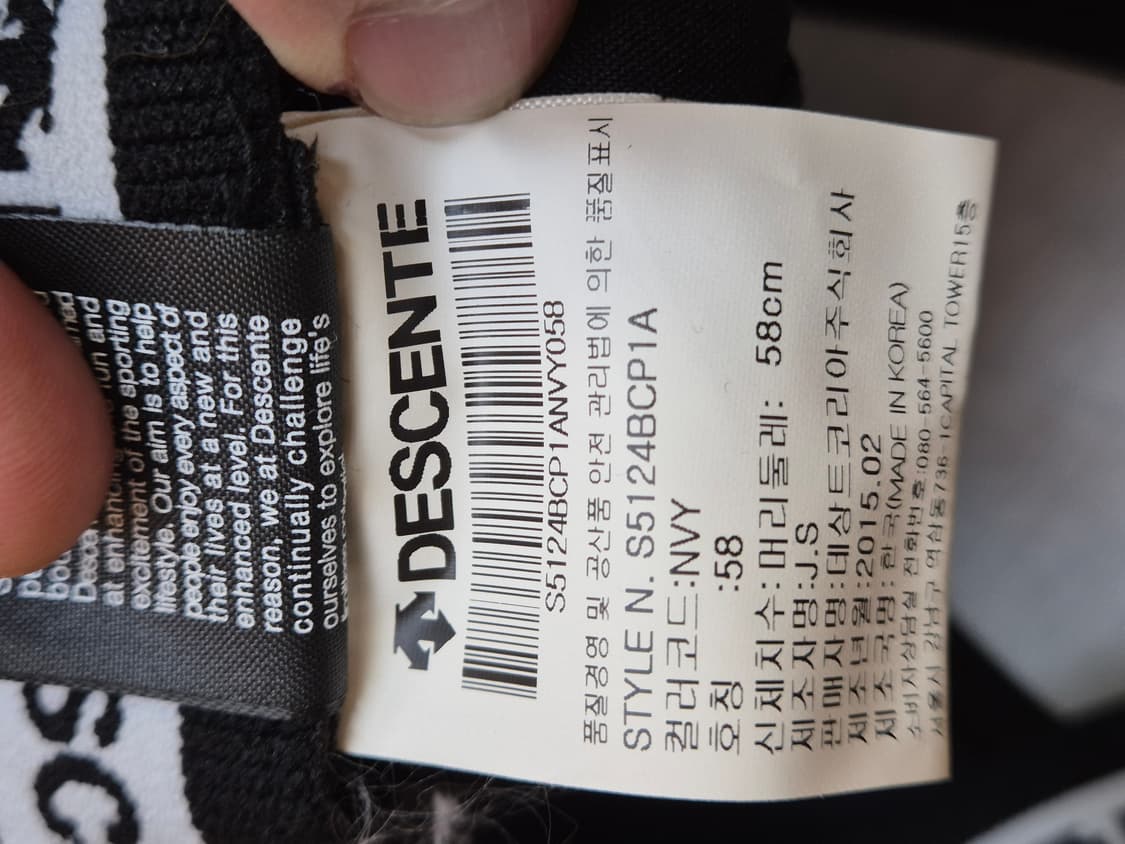 DESCENTE
S5124BCP1ANVY058
품질경영 및 공산품 안전 관리법에 의한 품질표시
STYLE N. S5124BCP1A
컬러코드:NVY
호칭 :58
신체치수: 머리둘레: 58cm
제조자명:J.S
판매자명:데상트코리아주식회사
제조년월:2015.02
제조국명: 한국(MADE IN KOREA)
소비자상담실 전화번호:080-564-5600
서울시 강남구 역삼동736-1CAPITAL TOWER15층
run and
at enhancing the sporting
excitement of the
lifestyle. Our aim is to help
people enjoy every aspect of
their lives at a new and
enhanced level. For this
reason, we at Descente
continually challenge
ourselves to explore life's
SC